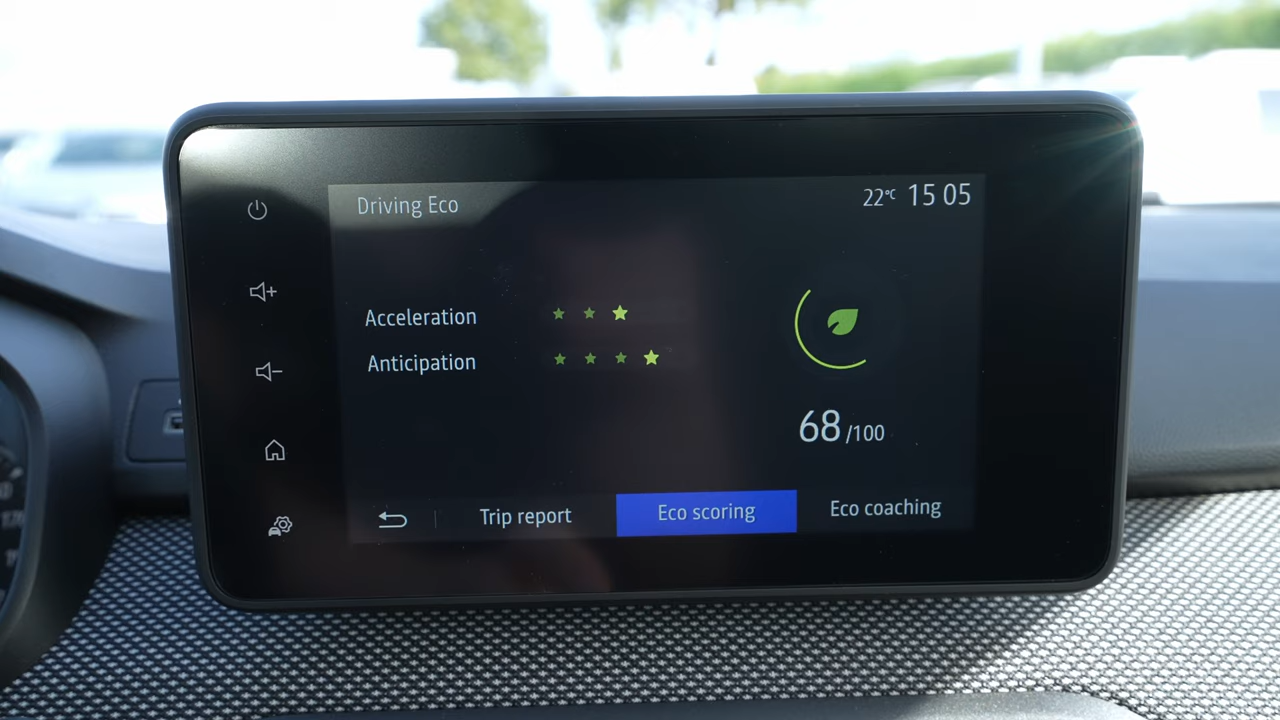 Driving Eco
22°C 15 05
Acceleration
Anticipation
68/100
Trip report
Eco scoring
Eco coaching